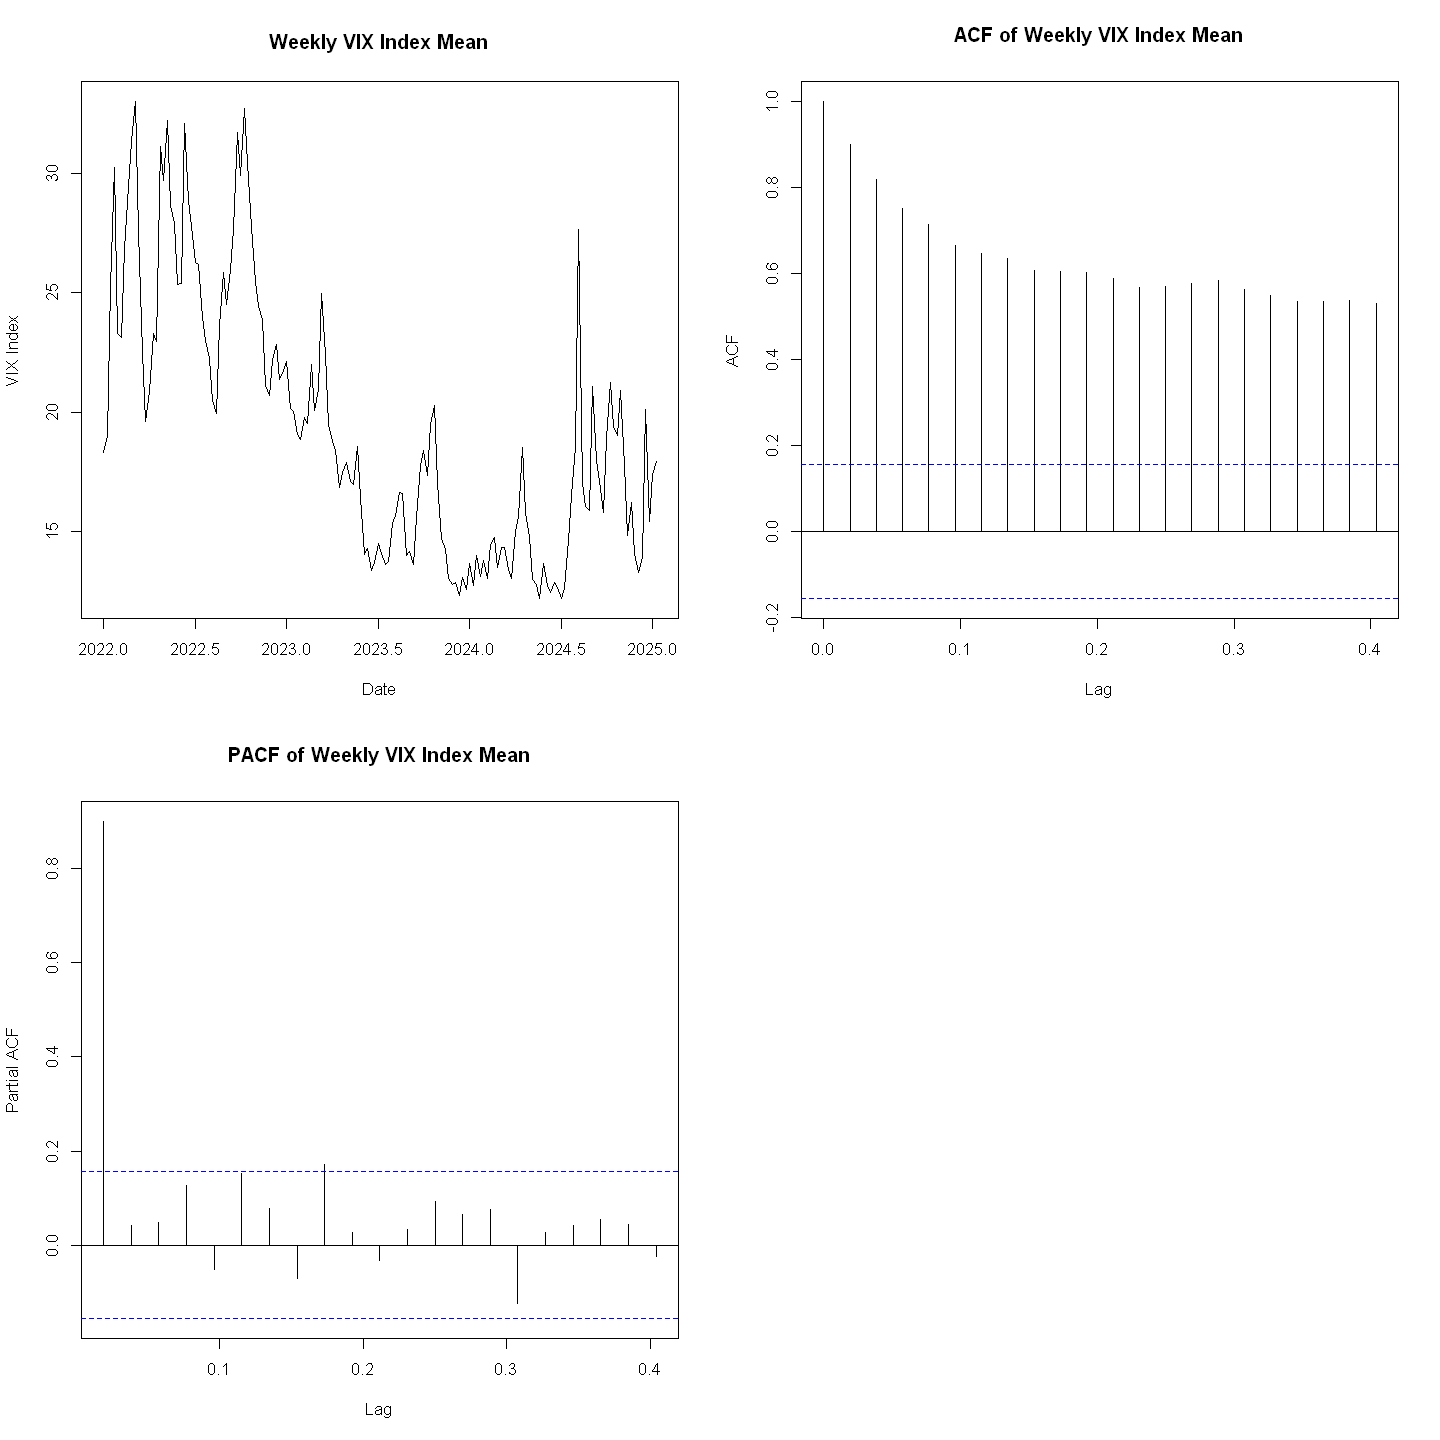 Weekly VIX Index Mean
VIX Index
30
25
20
15
2022.0 2022.5 2023.0 2023.5 2024.0 2024.5 2025.0
Date
ACF of Weekly VIX Index Mean
ACF
1.0
0.8
0.6
0.4
0.2
0.0
-0.2
0.0 0.1 0.2 0.3 0.4
Lag
PACF of Weekly VIX Index Mean
Partial ACF
0.8
0.6
0.4
0.2
0.0
0.1 0.2 0.3 0.4
Lag